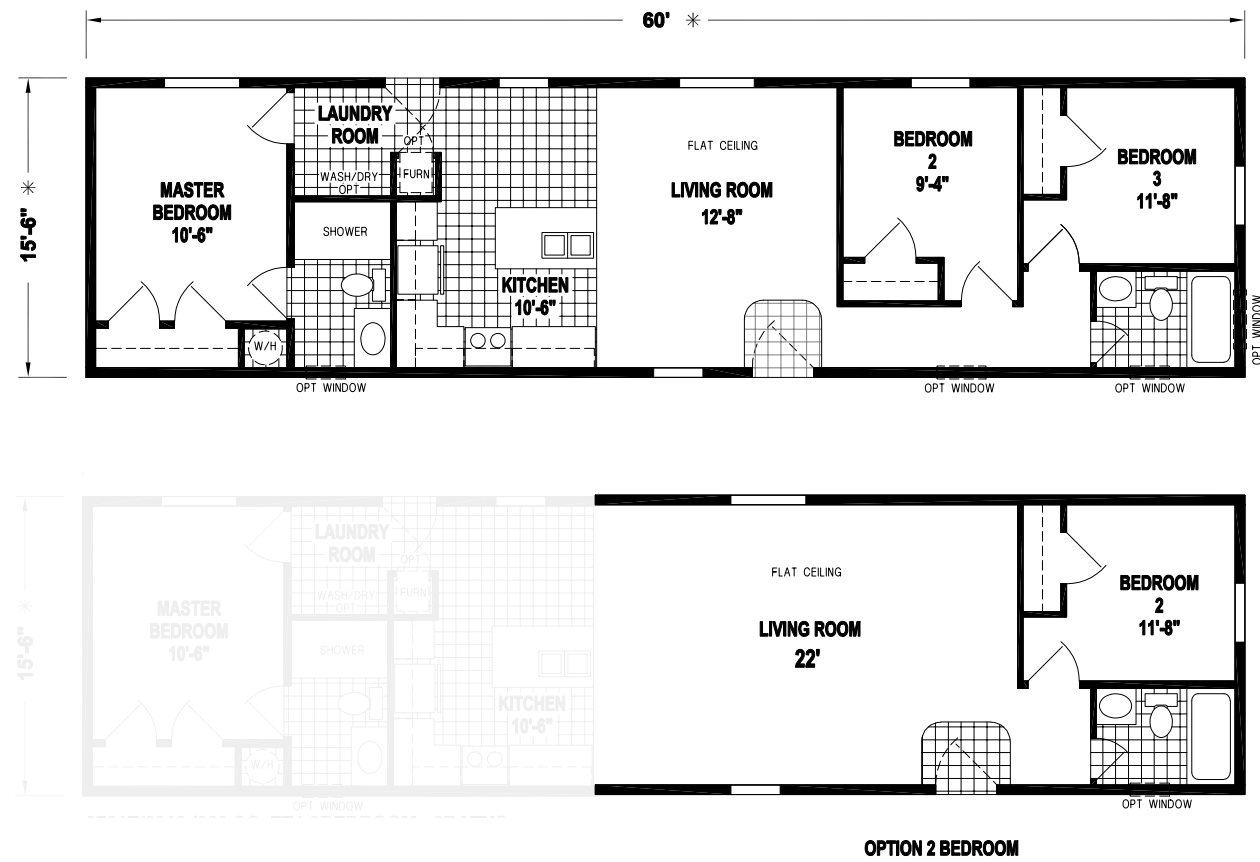 60' ✳
15'-6" ✳
LAUNDRY
ROOM
OPT
WASH/DRY
OPT
FURN
MASTER
BEDROOM
10'-6"
SHOWER
W/H
KITCHEN
10'-6"
FLAT CEILING
LIVING ROOM
12'-8"
BEDROOM
2
9'-4"
BEDROOM
3
11'-8"
OPT WINDOW
OPT WINDOW
OPT WINDOW
OPT WINDOW
15'-6" ✳
LAUNDRY
ROOM
OPT
WASH/DRY
OPT
FURN
MASTER
BEDROOM
10'-6"
SHOWER
W/H
KITCHEN
10'-6"
FLAT CEILING
LIVING ROOM
22'
BEDROOM
2
11'-8"
OPT WINDOW
OPT WINDOW
OPTION 2 BEDROOM